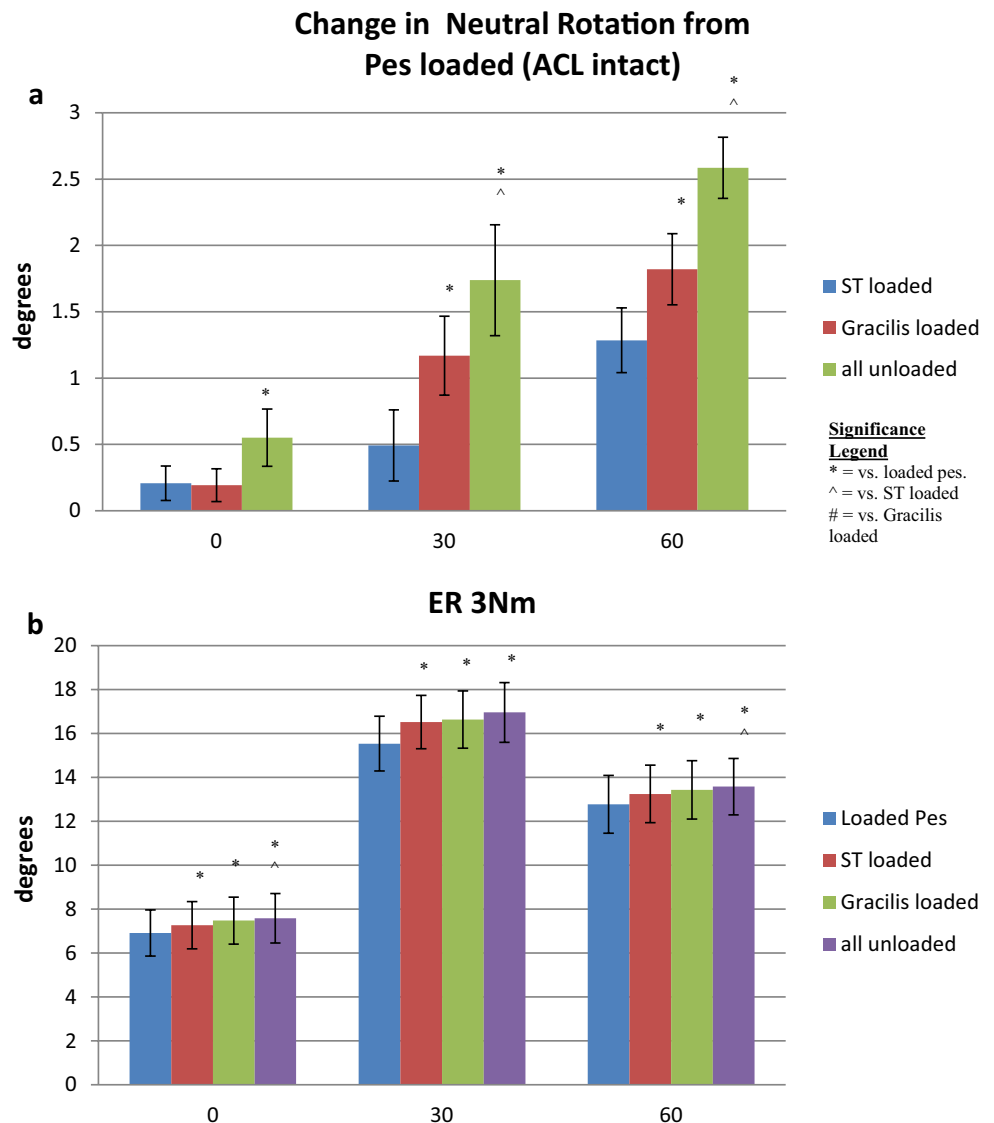 Change in Neutral Rotation from
Pes loaded (ACL intact)
a
degrees
3
2.5
2
1.5
1
0.5
0
*
*
*
^
*
*
^
0
30
60
ST loaded
Gracilis loaded
all unloaded
Significance
Legend
* = vs. loaded pes.
^ = vs. ST loaded
# = vs. Gracilis
loaded
b
ER 3Nm
degrees
20
18
16
14
12
10
8
6
4
2
0
*
*
*
^
*
*
*
*
*
*
^
0
30
60
Loaded Pes
ST loaded
Gracilis loaded
all unloaded